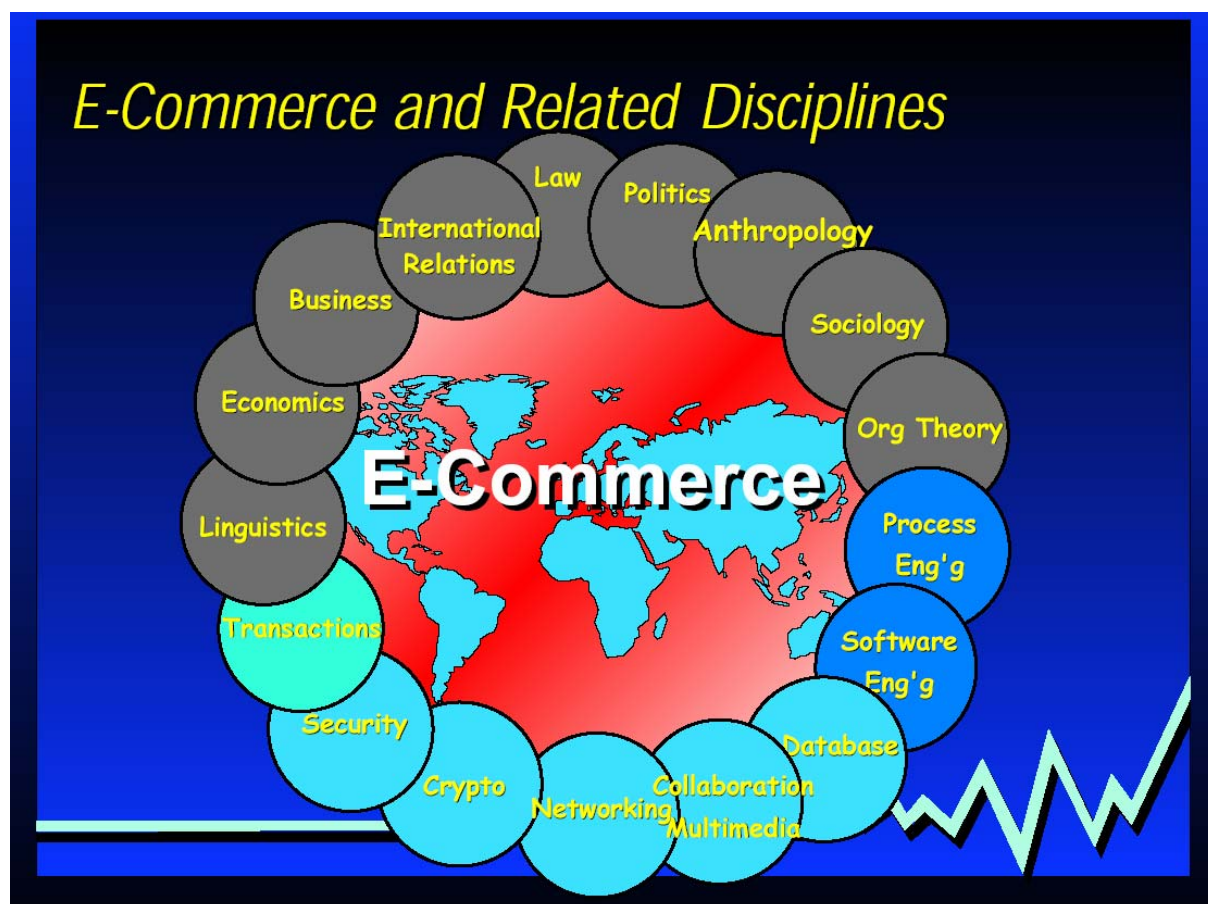 E-Commerce and Related Disciplines
Law
Politics
International
Relations
Anthropology
Business
Sociology
Economics
Org Theory
E-Commerce
Linguistics
Process
Eng'g
Transactions
Software
Eng'g
Security
Database
Crypto
Collaboration
Networking
Multimedia